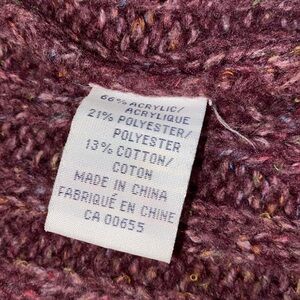 66% ACRYLIC/
ACRYLIQUE
21% POLYESTER/
POLYESTER
13% COTTON/
COTON
MADE IN CHINA
FABRIQUÉ EN CHINE
CA 00655